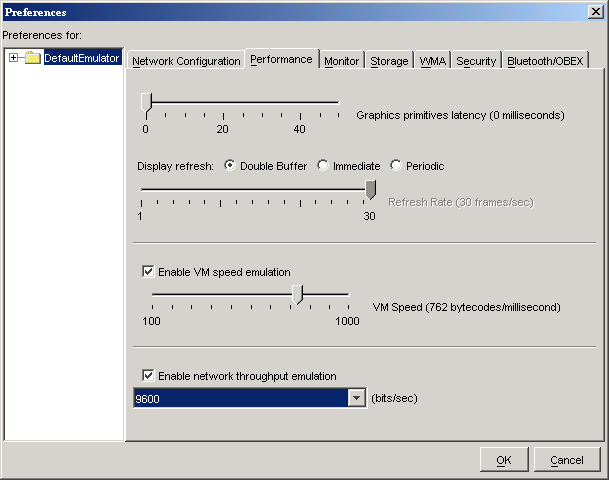 Preferences
Preferences for:
DefaultEmulator
Network Configuration Performance Monitor Storage WMA Security Bluetooth/OBEX
0 20 40
Graphics primitives latency (0 milliseconds)
Display refresh: Double Buffer Immediate Periodic
1 30
Refresh Rate (30 frames/sec)
Enable VM speed emulation
100 1000
VM Speed (762 bytecodes/millisecond)
Enable network throughput emulation
9600 (bits/sec)
OK Cancel